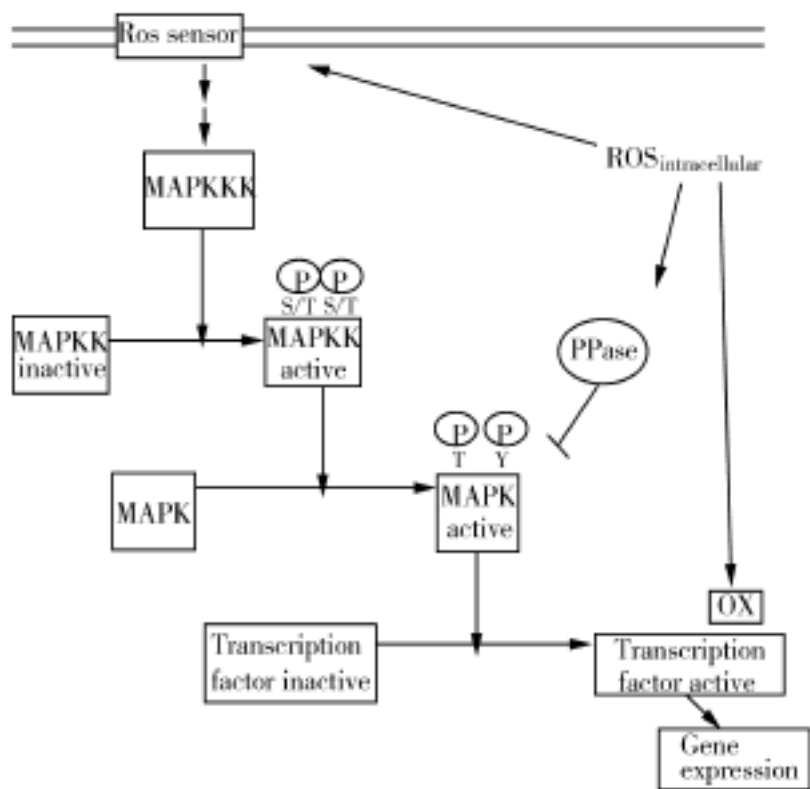 Ros sensor
ROSintracellular
MAPKKK
P P
S/T S/T
MAPKK
inactive
MAPKK
active
PPase
P P
T Y
MAPK
MAPK
active
OX
Transcription
factor inactive
Transcription
factor active
Gene
expression